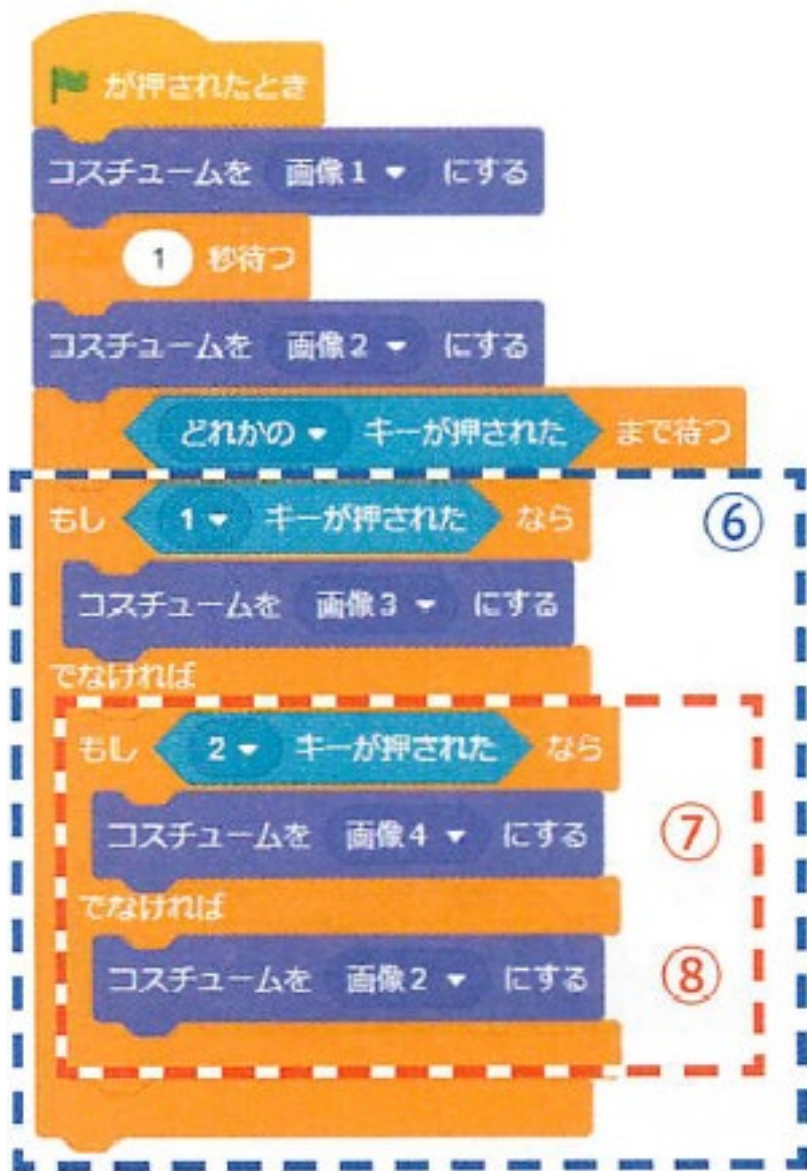 が押されたとき
コスチュームを 画像1 にする
1 秒待つ
コスチュームを 画像2 にする
どれかの キーが押された まで待つ
もし 1 キーが押された なら ⑥
コスチュームを 画像3 にする
でなければ
もし 2 キーが押された なら
コスチュームを 画像4 にする ⑦
でなければ
コスチュームを 画像2 にする ⑧